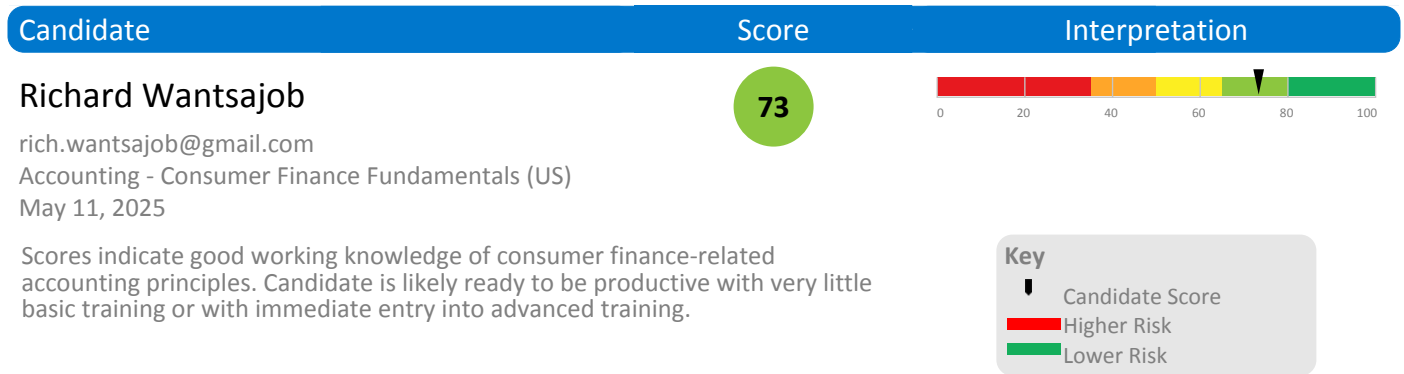 Candidate Score Interpretation
Richard Wantsajob
73
0 20 40 60 80 100
rich.wantsajob@gmail.com
Accounting - Consumer Finance Fundamentals (US)
May 11, 2025
Scores indicate good working knowledge of consumer finance-related
accounting principles. Candidate is likely ready to be productive with very little
basic training or with immediate entry into advanced training.
Key
Candidate Score
Higher Risk
Lower Risk